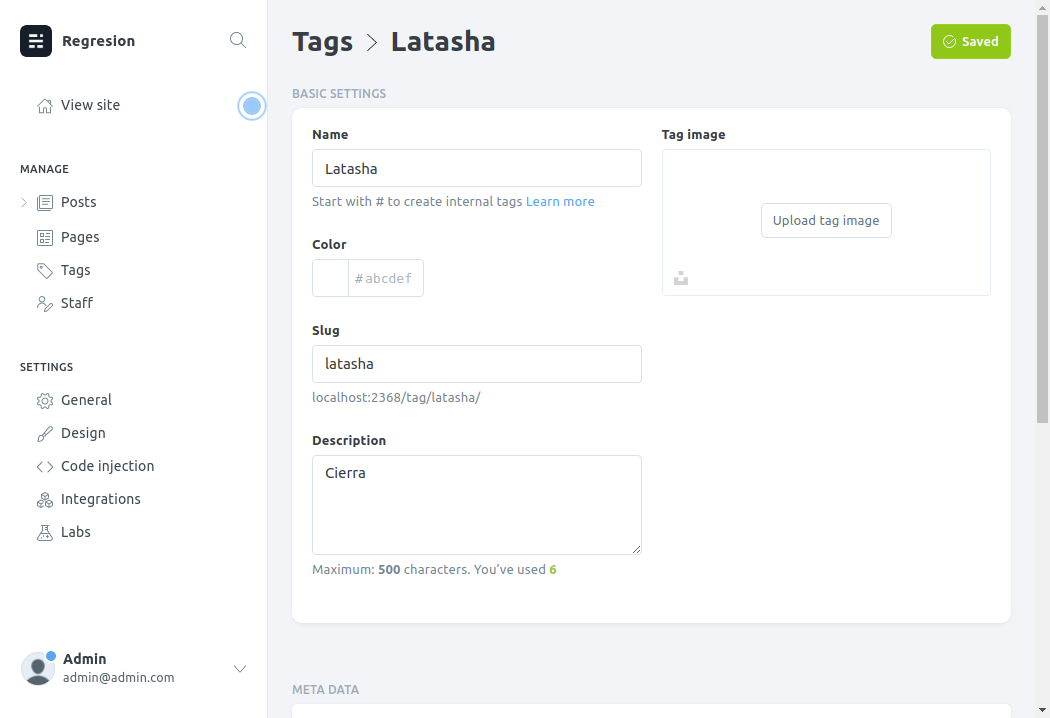 Regresion
View site
MANAGE
Posts
Pages
Tags
Staff
SETTINGS
General
Design
Code injection
Integrations
Labs
Admin
admin@admin.com
Tags > Latasha
Saved
BASIC SETTINGS
Name
Latasha
Start with # to create internal tags Learn more
Color
#abcdef
Slug
latasha
localhost:2368/tag/latasha/
Description
Cierra
Maximum: 500 characters. You’ve used 6
Tag image
Upload tag image
META DATA